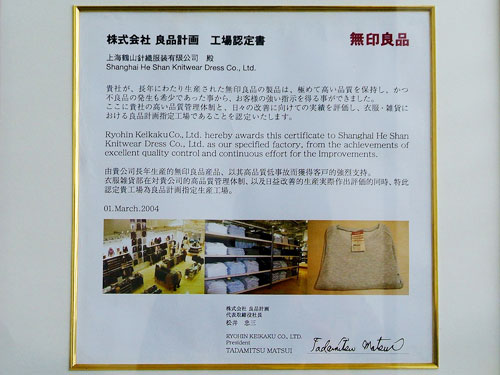 株式会社 良品計画　工場認定書
無印良品
上海鶴山針織服装有限公司　殿
Shanghai He Shan Knitwear Dress Co., Ltd.
貴社が、長年にわたり生産された無印良品の製品は、極めて高い品質を保持し、かつ
不良品の発生も希少であった事から、お客様の強い指示を得る事ができました。
ここに貴社の高い品質管理体制と、日々の改善に向けての実績を評価し、衣服・雑貨に
おける良品計画指定工場であることを認定いたします。
Ryohin Keikaku Co., Ltd. hereby awards this certificate to Shanghai He Shan
Knitwear Dress Co., Ltd. as our specified factory, from the achievements of
excellent quality control and continuous effort for the Improvements.
由貴公司長年生産的無印良品産品、以其高品質低事故而獲得客戸的強烈支持。
衣服雑貨部在対貴公司的高品質管理体制、以及日益改善的生産実際作出評価的同時、特此
認定貴工場為良品計画指定生産工場。
01.March.2004
株式会社 良品計画
代表取締役社長
松井　忠三
RYOHIN KEIKAKU CO., LTD.
President
TADAMITSU MATSUI
Tadamitsu Matsui